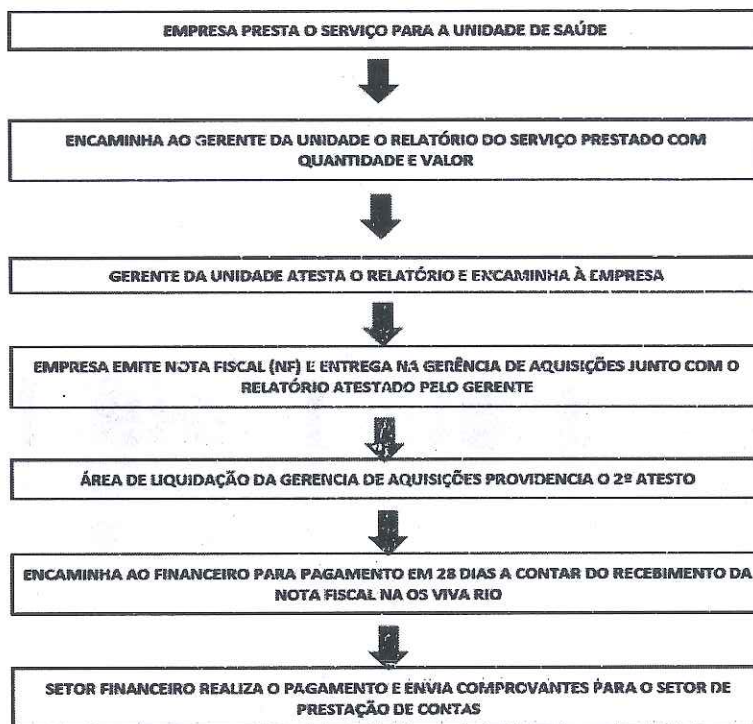 EMPRESA PRESTA O SERVIÇO PARA A UNIDADE DE SAÚDE
ENCAMINHA AO GERENTE DA UNIDADE O RELATÓRIO DO SERVIÇO PRESTADO COM
QUANTIDADE E VALOR
GERENTE DA UNIDADE ATESTA O RELATÓRIO E ENCAMINHA À EMPRESA
EMPRESA EMITE NOTA FISCAL (NF) E ENTREGA NA GERÊNCIA DE AQUISIÇÕES JUNTO COM O
RELATÓRIO ATESTADO PELO GERENTE
ÁREA DE LIQUIDAÇÃO DA GERENCIA DE AQUISIÇÕES PROVIDENCIA O 2º ATESTO
ENCAMINHA AO FINANCEIRO PARA PAGAMENTO EM 28 DIAS A CONTAR DO RECEBIMENTO DA
NOTA FISCAL NA OS VIVA RIO
SETOR FINANCEIRO REALIZA O PAGAMENTO E ENVIA COMPROVANTES PARA O SETOR DE
PRESTAÇÃO DE CONTAS